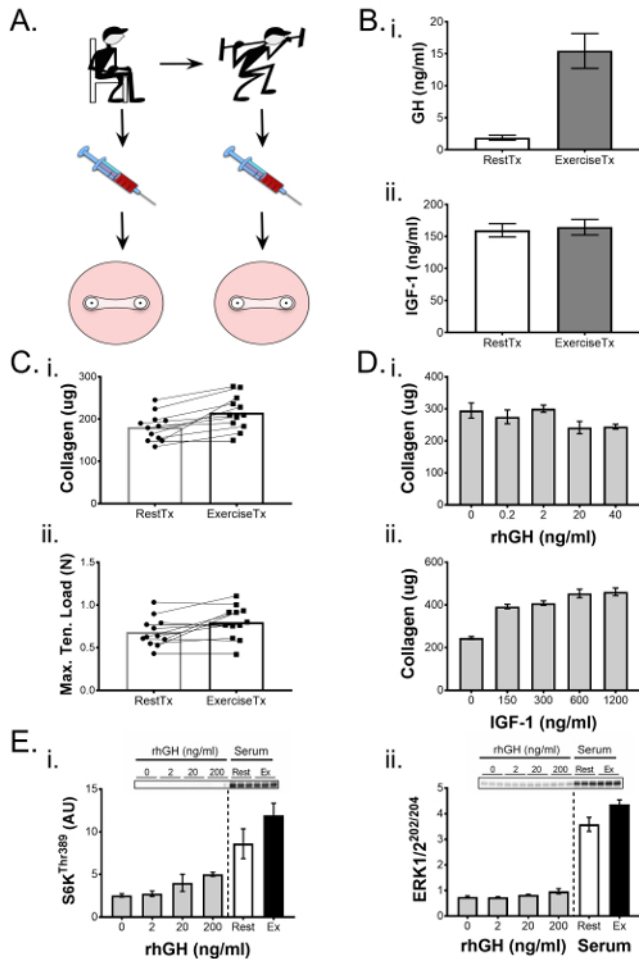 A.
B. i.
GH (ng/ml)
20
15
10
5
0
RestTx ExerciseTx
ii.
IGF-1 (ng/ml)
200
150
100
50
0
RestTx ExerciseTx
C. i.
Collagen (ug)
300
200
100
0
RestTx ExerciseTx
ii.
Max. Ten. Load (N)
1.5
1.0
0.5
0.0
RestTx ExerciseTx
D. i.
Collagen (ug)
400
300
200
100
0
0 0.2 2 20 40
rhGH (ng/ml)
ii.
Collagen (ug)
600
400
200
0
0 150 300 600 1200
IGF-1 (ng/ml)
E. i.
rhGH (ng/ml) Serum
0 2 20 200 Rest Ex
S6K^Thr389 (AU)
15
10
5
0
0 2 20 200 Rest Ex
rhGH (ng/ml)
ii.
rhGH (ng/ml) Serum
0 2 20 200 Rest Ex
ERK1/2^202/204
5
4
3
2
1
0
0 2 20 200 Rest Ex
rhGH (ng/ml) Serum